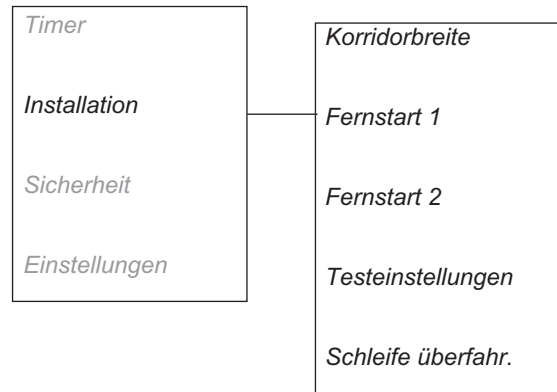 Timer
Installation
Sicherheit
Einstellungen
Korridorbreite
Fernstart 1
Fernstart 2
Testeinstellungen
Schleife überfahr.